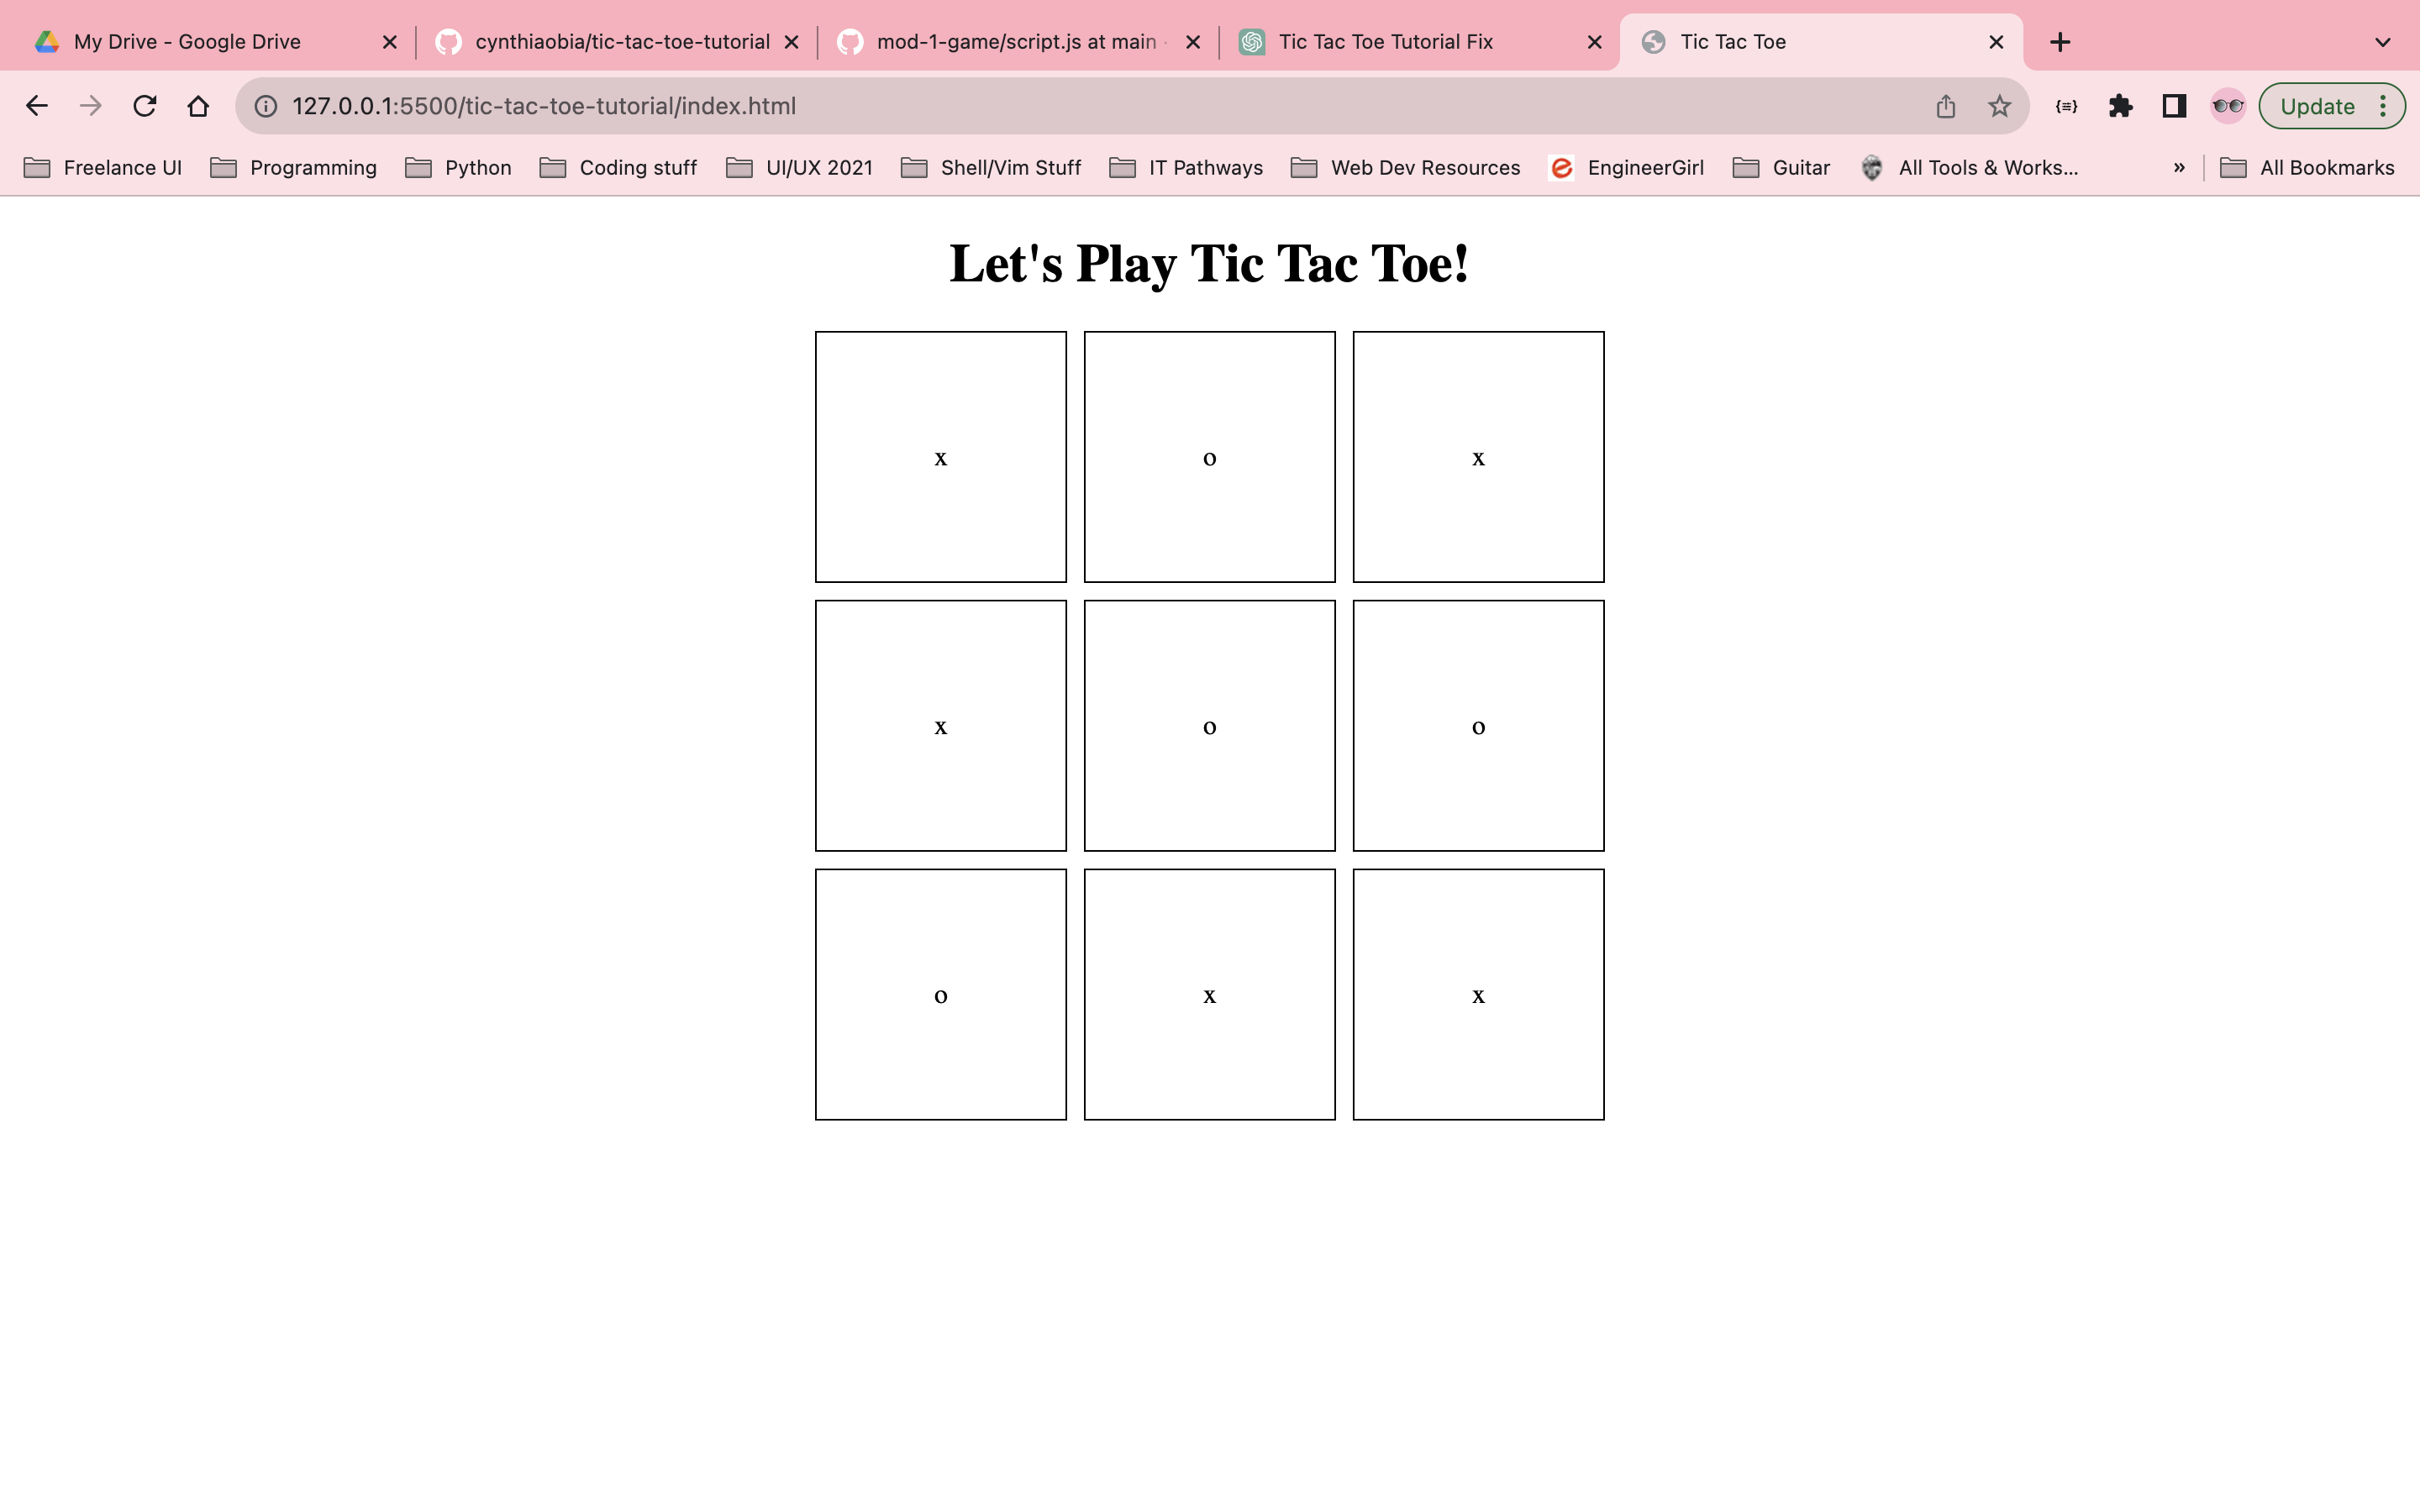 My Drive - Google Drive cynthiaobia/tic-tac-toe-tutorial mod-1-game/script.js at main · Tic Tac Toe Tutorial Fix Tic Tac Toe
127.0.0.1:5500/tic-tac-toe-tutorial/index.html {≡} Update
Freelance UI Programming Python Coding stuff UI/UX 2021 Shell/Vim Stuff IT Pathways Web Dev Resources EngineerGirl Guitar All Tools & Works... » All Bookmarks
Let's Play Tic Tac Toe!
x o x
x o o
o x x